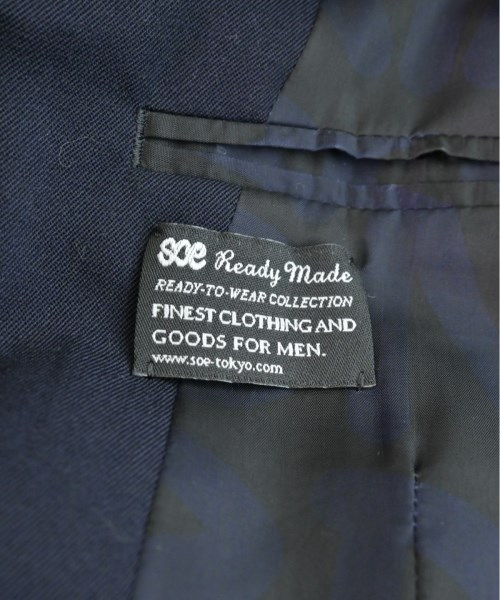 soe Ready Made
READY-TO-WEAR COLLECTION
FINEST CLOTHING AND
GOODS FOR MEN.
www.soe-tokyo.com